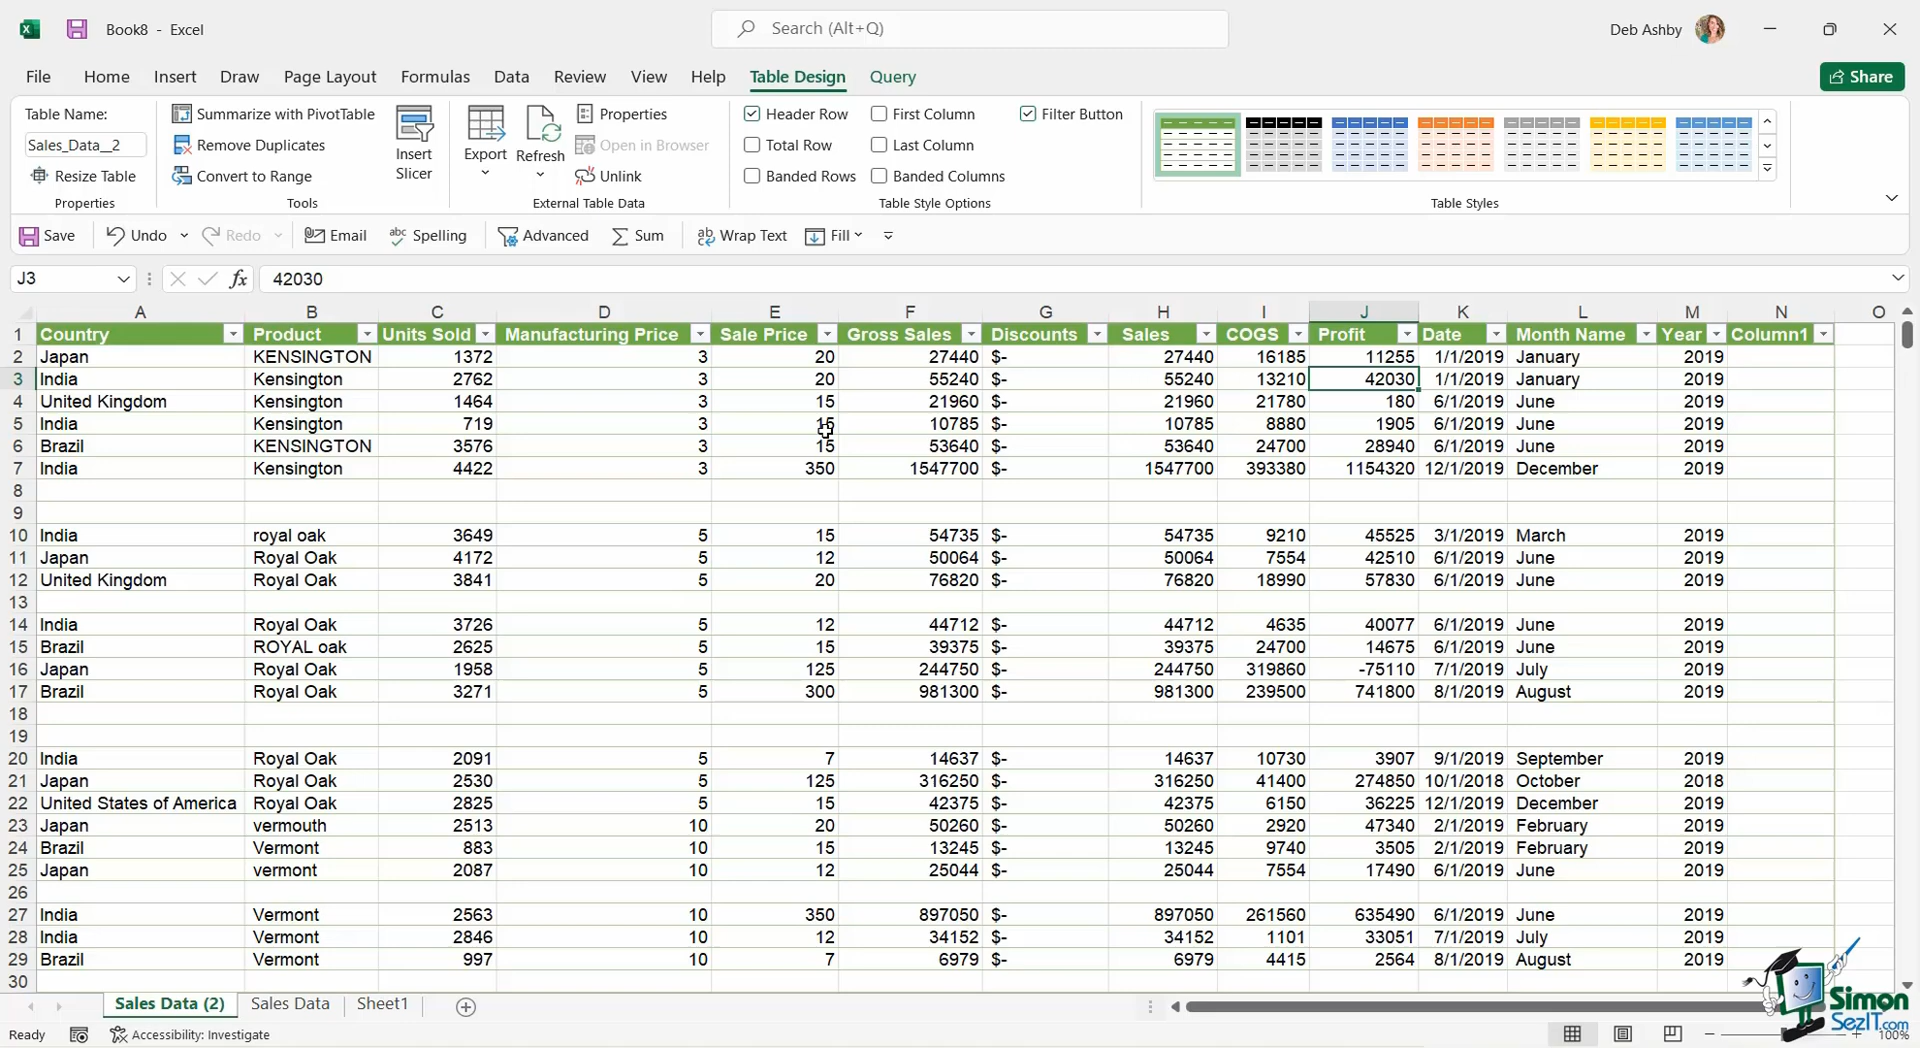 Book8 - Excel
Search (Alt+Q)
Deb Ashby
File Home Insert Draw Page Layout Formulas Data Review View Help Table Design Query
Share
Table Name:
Sales_Data__2
Resize Table
Properties
Summarize with PivotTable
Remove Duplicates
Convert to Range
Tools
Insert
Slicer
Export
Refresh
Properties
Open in Browser
Unlink
External Table Data
Header Row First Column Filter Button
Total Row Last Column
Banded Rows Banded Columns
Table Style Options
Table Styles
Save Undo Redo Email Spelling Advanced Sum Wrap Text Fill
J3 fx 42030
A B C D E F G H I J K L M N O
1 Country Product Units Sold Manufacturing Price Sale Price Gross Sales Discounts Sales COGS Profit Date Month Name Year Column1
2 Japan KENSINGTON 1372 3 20 27440 $- 27440 16185 11255 1/1/2019 January 2019
3 India Kensington 2762 3 20 55240 $- 55240 13210 42030 1/1/2019 January 2019
4 United Kingdom Kensington 1464 3 15 21960 $- 21960 21780 180 6/1/2019 June 2019
5 India Kensington 719 3 15 10785 $- 10785 8880 1905 6/1/2019 June 2019
6 Brazil KENSINGTON 3576 3 15 53640 $- 53640 24700 28940 6/1/2019 June 2019
7 India Kensington 4422 3 350 1547700 $- 1547700 393380 1154320 12/1/2019 December 2019
8
9
10 India royal oak 3649 5 15 54735 $- 54735 9210 45525 3/1/2019 March 2019
11 Japan Royal Oak 4172 5 12 50064 $- 50064 7554 42510 6/1/2019 June 2019
12 United Kingdom Royal Oak 3841 5 20 76820 $- 76820 18990 57830 6/1/2019 June 2019
13
14 India Royal Oak 3726 5 12 44712 $- 44712 4635 40077 6/1/2019 June 2019
15 Brazil ROYAL oak 2625 5 15 39375 $- 39375 24700 14675 6/1/2019 June 2019
16 Japan Royal Oak 1958 5 125 244750 $- 244750 319860 -75110 7/1/2019 July 2019
17 Brazil Royal Oak 3271 5 300 981300 $- 981300 239500 741800 8/1/2019 August 2019
18
19
20 India Royal Oak 2091 5 7 14637 $- 14637 10730 3907 9/1/2019 September 2019
21 Japan Royal Oak 2530 5 125 316250 $- 316250 41400 274850 10/1/2018 October 2018
22 United States of America Royal Oak 2825 5 15 42375 $- 42375 6150 36225 12/1/2019 December 2019
23 Japan vermouth 2513 10 20 50260 $- 50260 2920 47340 2/1/2019 February 2019
24 Brazil Vermont 883 10 15 13245 $- 13245 9740 3505 2/1/2019 February 2019
25 Japan vermont 2087 10 12 25044 $- 25044 7554 17490 6/1/2019 June 2019
26
27 India Vermont 2563 10 350 897050 $- 897050 261560 635490 6/1/2019 June 2019
28 India Vermont 2846 10 12 34152 $- 34152 1101 33051 7/1/2019 July 2019
29 Brazil Vermont 997 10 7 6979 $- 6979 4415 2564 8/1/2019 August 2019
30
Sales Data (2) Sales Data Sheet1
Simon
SezIT.com
Ready Accessibility: Investigate 100%